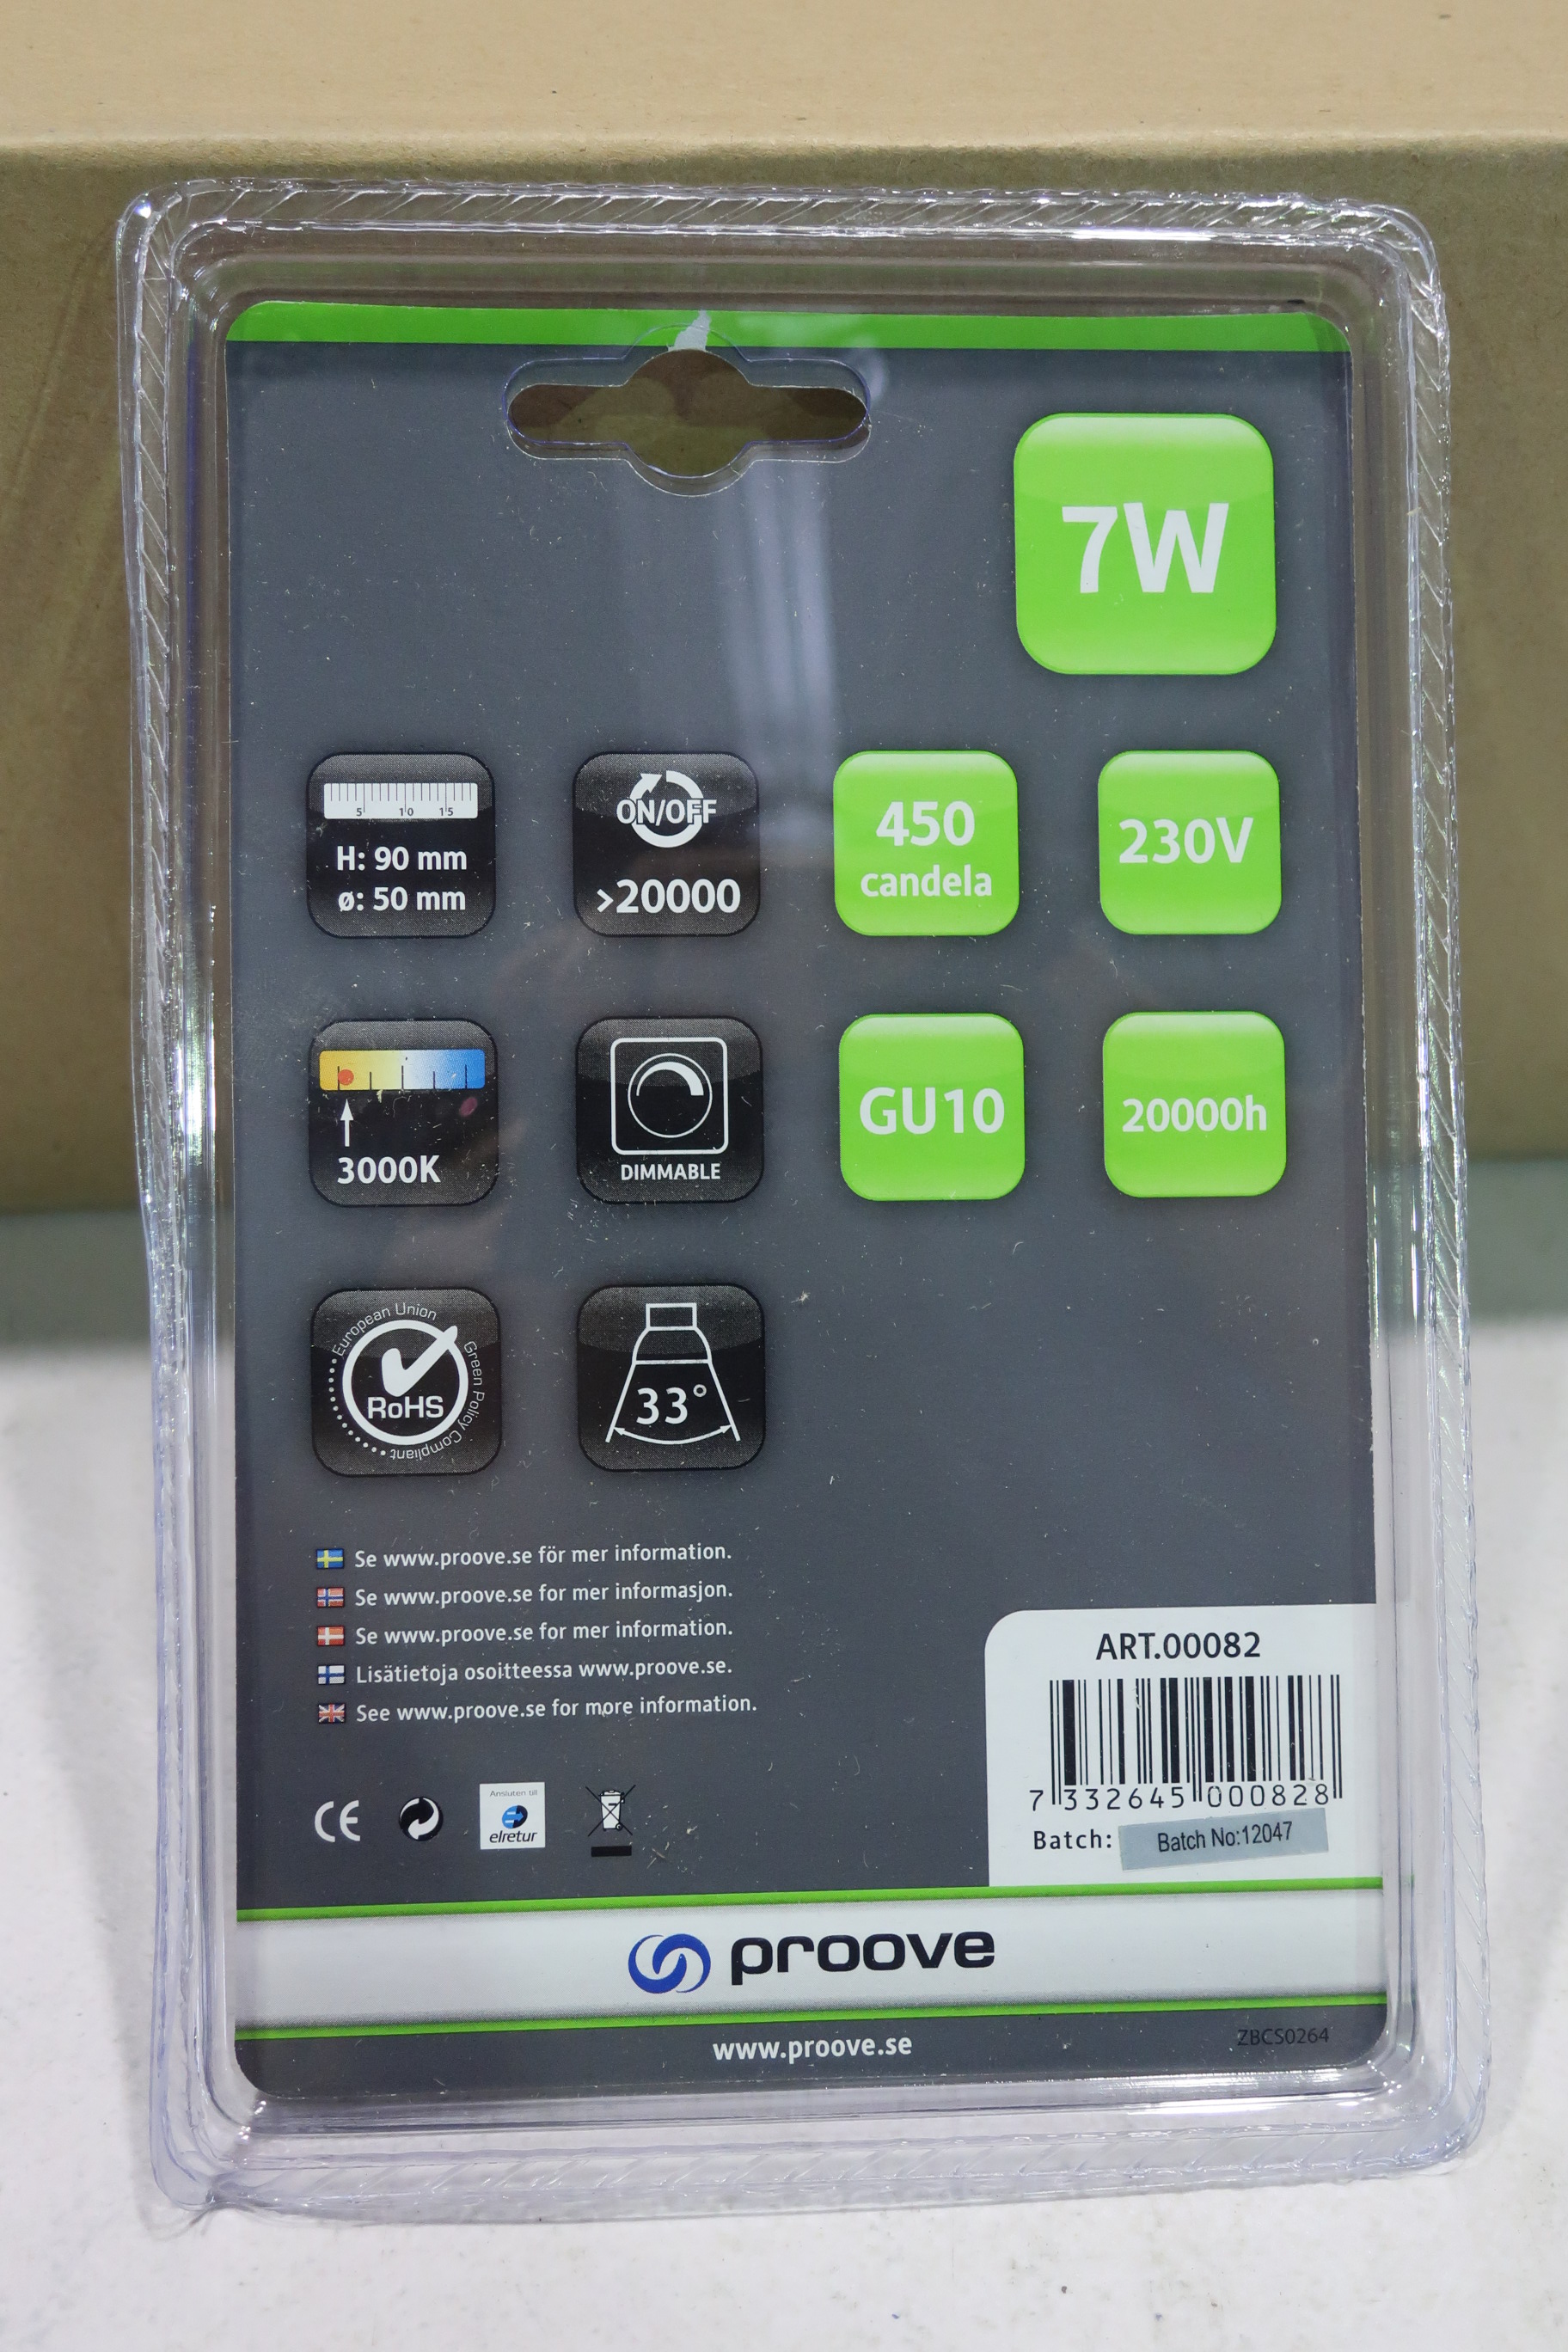 7W
5 10 15
H: 90 mm
ø: 50 mm
ON/OFF
>20000
450
candela
230V
3000K
DIMMABLE
GU10
20000h
European Union
Green Policy Compliant
RoHS
33°
Se www.proove.se för mer information.
Se www.proove.se for mer informasjon.
Se www.proove.se for mer information.
Lisätietoja osoitteessa www.proove.se.
See www.proove.se for more information.
ART.00082
7 332645 000828
Batch: Batch No:12047
CE
Ansluten till
elretur
proove
www.proove.se
ZBCS0264